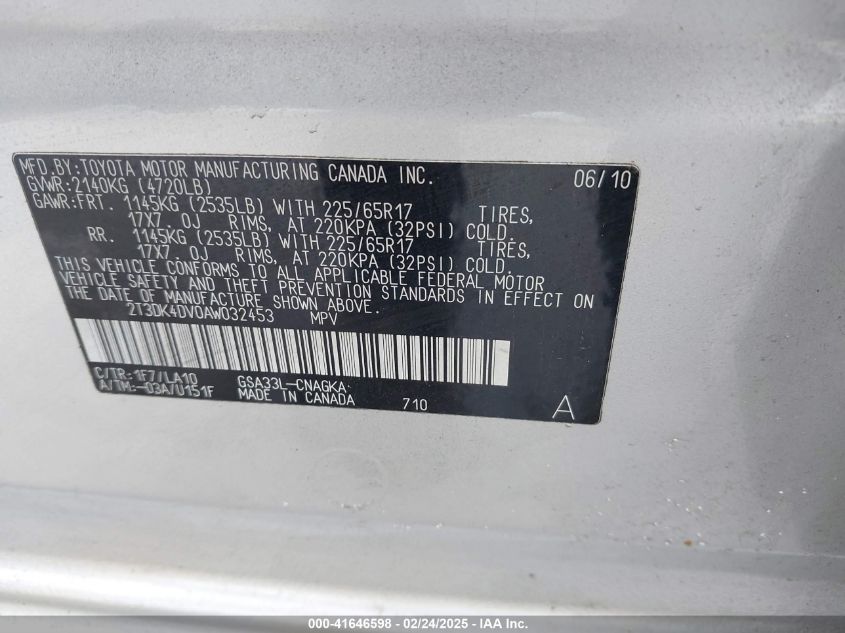 MFD.BY:TOYOTA MOTOR MANUFACTURING CANADA INC. 06/10
GVWR:2140KG (4720LB)
GAWR:FRT. 1145KG (2535LB) WITH 225/65R17 TIRES,
17X7.0J RIMS, AT 220KPA (32PSI) COLD.
RR. 1145KG (2535LB) WITH 225/65R17 TIRES,
17X7.0J RIMS, AT 220KPA (32PSI) COLD.
THIS VEHICLE CONFORMS TO ALL APPLICABLE FEDERAL MOTOR
VEHICLE SAFETY AND THEFT PREVENTION STANDARDS IN EFFECT ON
THE DATE OF MANUFACTURE SHOWN ABOVE.
2T3DK4DV0AW032453 MPV
C/TR:1F7/LA10 GSA33L-CNAGKA
A/TM:-03A/U151F MADE IN CANADA 710 A
000-41646598 - 02/24/2025 - IAA Inc.